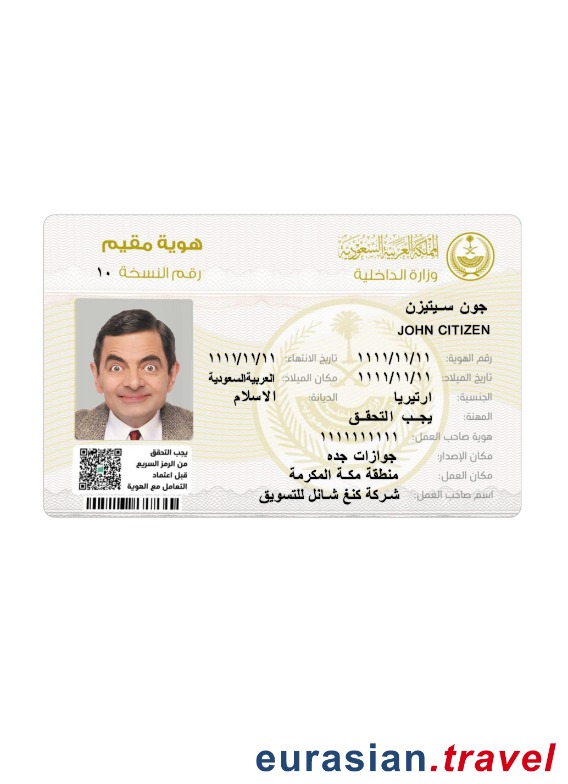 المملكة العربية السعودية
وزارة الداخلية
هوية مقيم
رقم النسخة ١٠
جون سيتيزن
JOHN CITIZEN
رقم الهوية: ١١١١/١١/١١ تاريخ الانتهاء: ١١١٧/١١/١١
تاريخ الميلاد: ١١١١/١١/١١ مكان الميلاد: العربيةالسعودية
الجنسية: ارتيريا الديانة: الاسلام
المهنة: يجب التحقق
هوية صاحب العمل: ١١١١١١١١١١
مكان الإصدار: جوازات جده
مكان العمل: منطقة مكة المكرمة
اسم صاحب العمل: شركة كنغ شانل للتسويق
يجب التحقق
من الرمز السريع
قبل اعتماد
التعامل مع الهوية
eurasian.travel